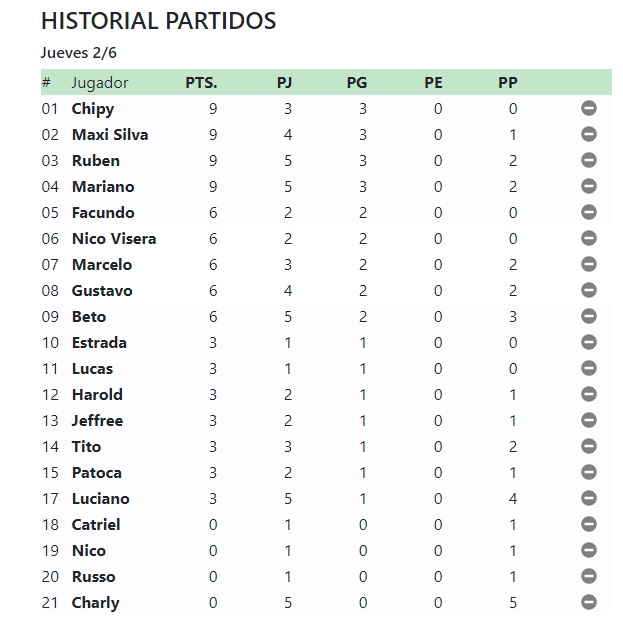 HISTORIAL PARTIDOS
Jueves 2/6
# Jugador PTS. PJ PG PE PP
01 Chipy 9 3 3 0 0
02 Maxi Silva 9 4 3 0 1
03 Ruben 9 5 3 0 2
04 Mariano 9 5 3 0 2
05 Facundo 6 2 2 0 0
06 Nico Visera 6 2 2 0 0
07 Marcelo 6 3 2 0 2
08 Gustavo 6 4 2 0 2
09 Beto 6 5 2 0 3
10 Estrada 3 1 1 0 0
11 Lucas 3 1 1 0 0
12 Harold 3 2 1 0 1
13 Jeffree 3 2 1 0 1
14 Tito 3 3 1 0 2
15 Patoca 3 2 1 0 1
17 Luciano 3 5 1 0 4
18 Catriel 0 1 0 0 1
19 Nico 0 1 0 0 1
20 Russo 0 1 0 0 1
21 Charly 0 5 0 0 5